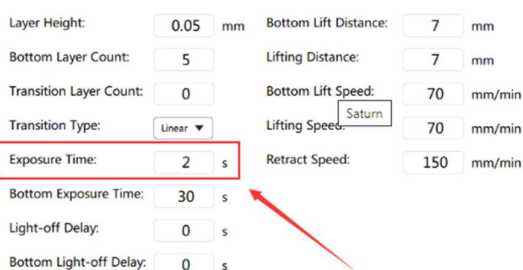 Layer Height: 0.05 mm Bottom Lift Distance: 7 mm
Bottom Layer Count: 5 Lifting Distance: 7 mm
Transition Layer Count: 0 Bottom Lift Speed: 70 mm/min
Saturn
Transition Type: Linear ▼ Lifting Speed: 70 mm/min
Exposure Time: 2 s Retract Speed: 150 mm/min
Bottom Exposure Time: 30 s
Light-off Delay: 0 s
Bottom Light-off Delay: 0 s